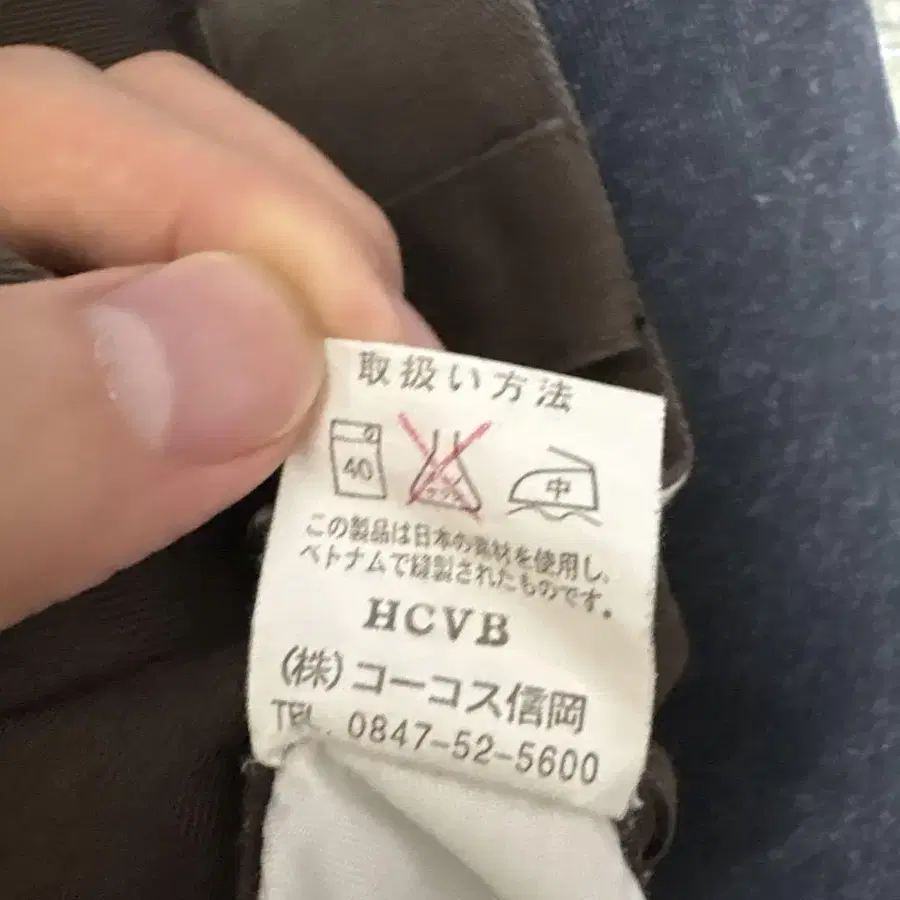 取扱い方法
40 中
この製品は日本の素材を使用し、
ベトナムで縫製されたものです。
HCVB
(株)コーコス信岡
TEL. 0847-52-5600